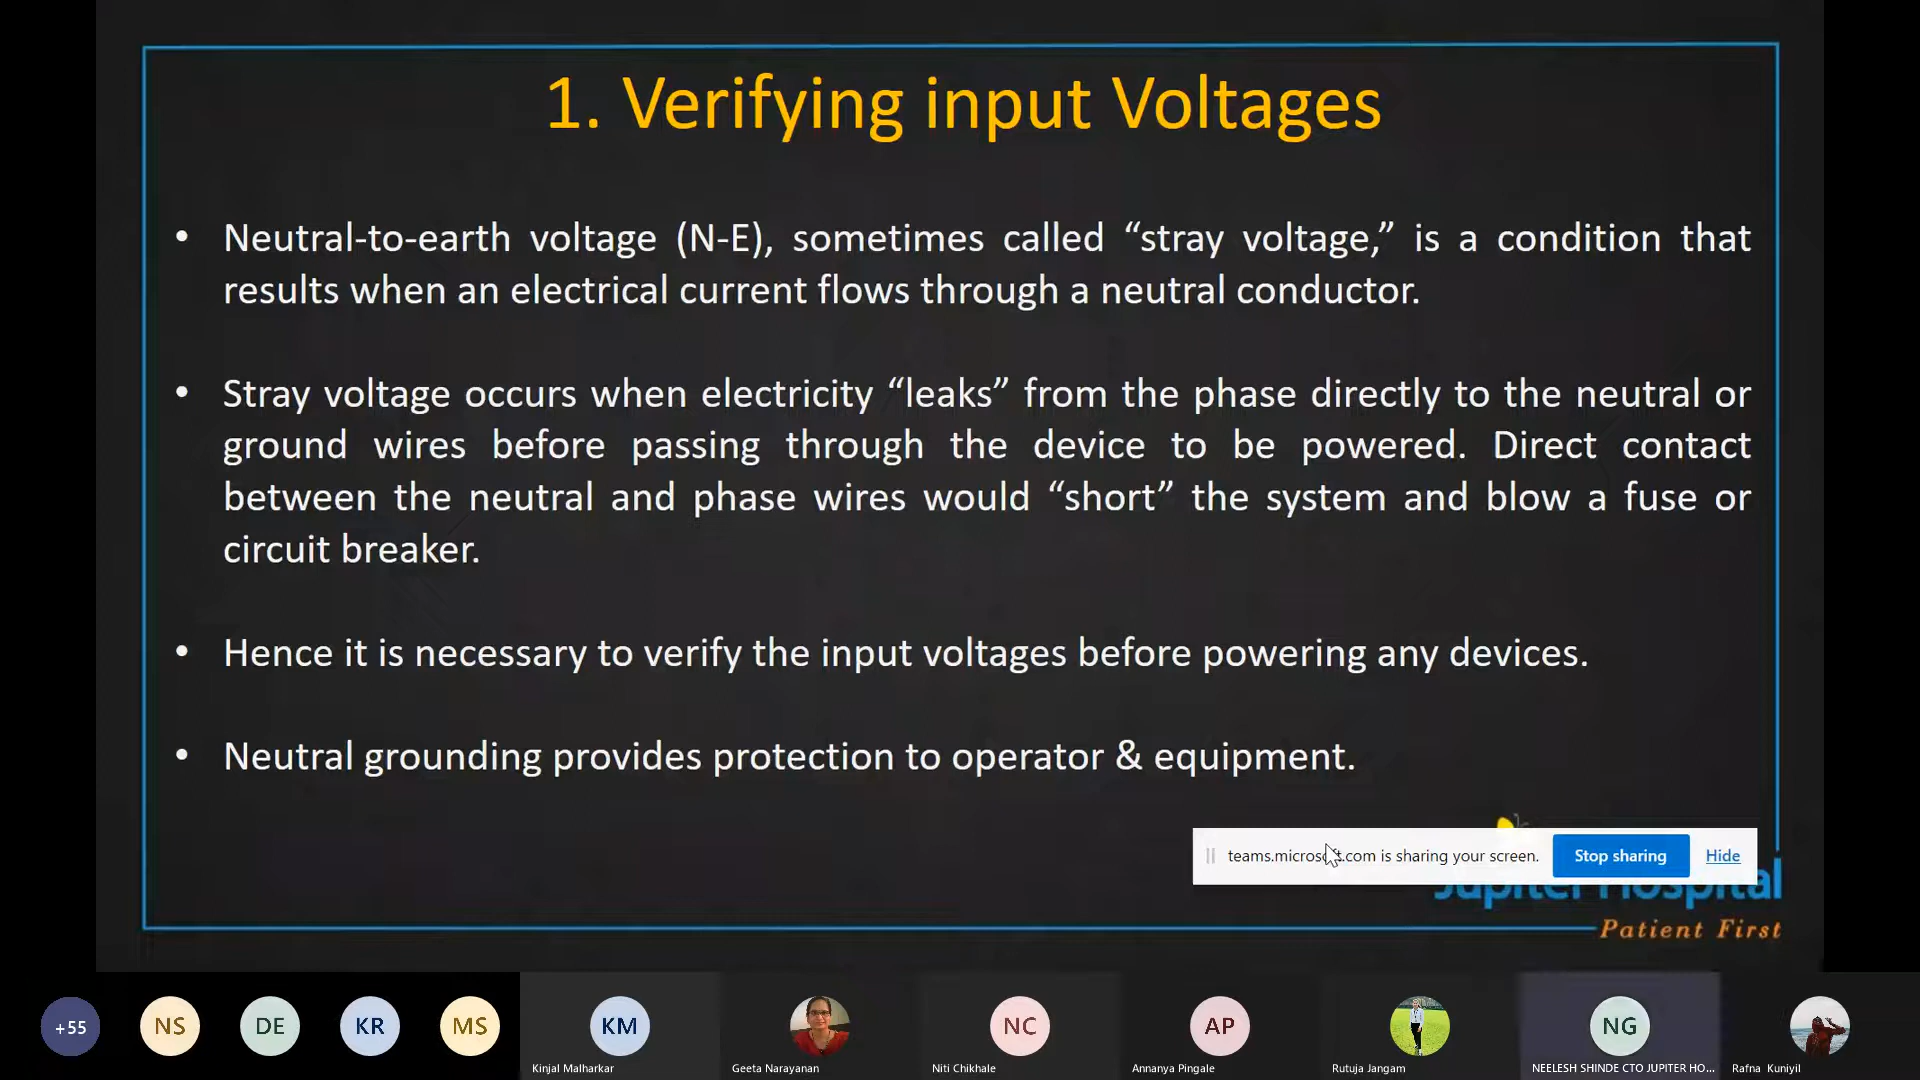 1. Verifying input Voltages
• Neutral-to-earth voltage (N-E), sometimes called “stray voltage,” is a condition that
results when an electrical current flows through a neutral conductor.
• Stray voltage occurs when electricity “leaks” from the phase directly to the neutral or
ground wires before passing through the device to be powered. Direct contact
between the neutral and phase wires would “short” the system and blow a fuse or
circuit breaker.
• Hence it is necessary to verify the input voltages before powering any devices.
• Neutral grounding provides protection to operator & equipment.
teams.microsoft.com is sharing your screen. Stop sharing Hide
Jupiter Hospital
Patient First
+55 NS DE KR MS KM NC AP NG
Kinjal Malharkar Geeta Narayanan Niti Chikhale Annanya Pingale Rutuja Jangam NEELESH SHINDE CTO JUPITER HO... Rafna Kuniyil